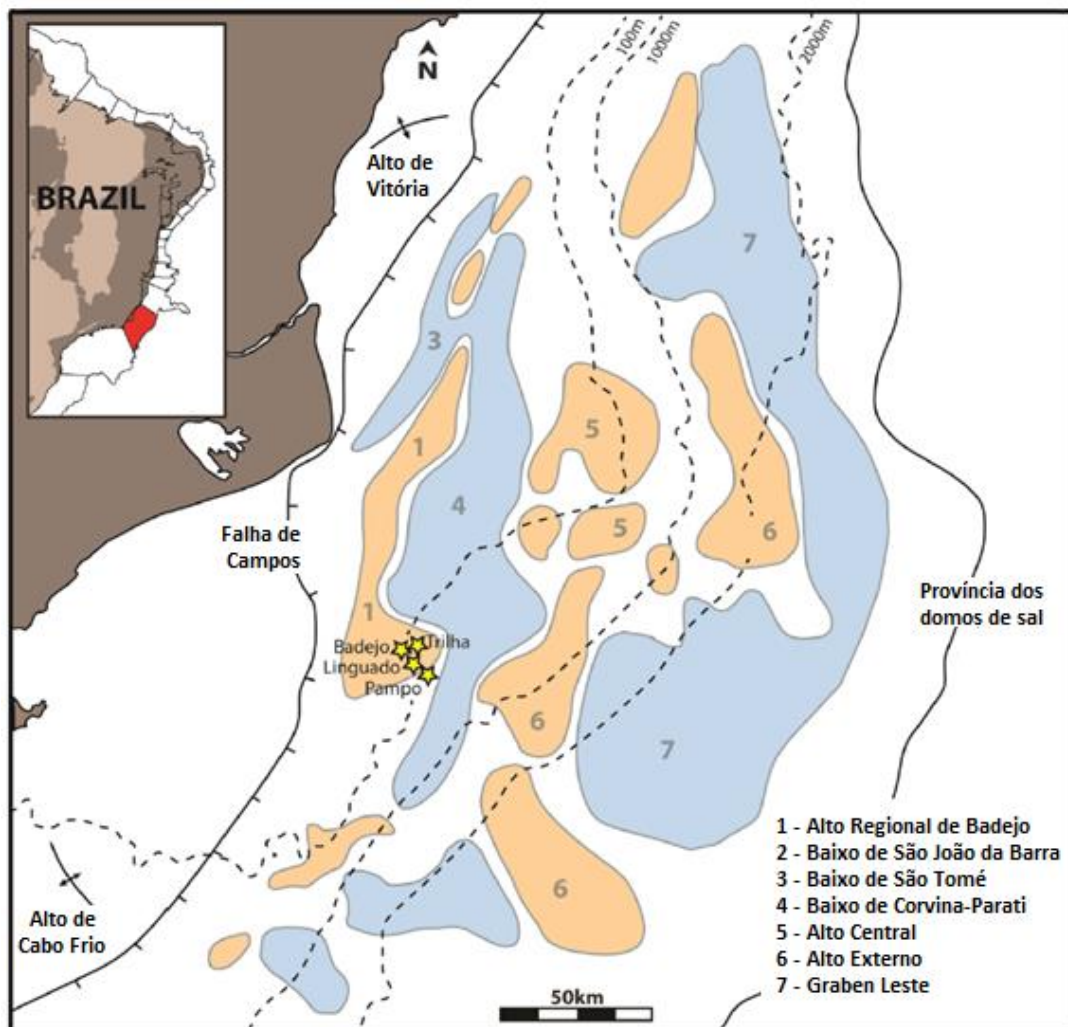 BRAZIL
N
100m
1000m
2000m
Alto de
Vitória
7
3
1
5
4
5
6
Falha de
Campos
Província dos
domos de sal
1
Badejo
Trilha
Linguado
Pampo
6
7
6
Alto de
Cabo Frio
1 - Alto Regional de Badejo
2 - Baixo de São João da Barra
3 - Baixo de São Tomé
4 - Baixo de Corvina-Parati
5 - Alto Central
6 - Alto Externo
7 - Graben Leste
50km